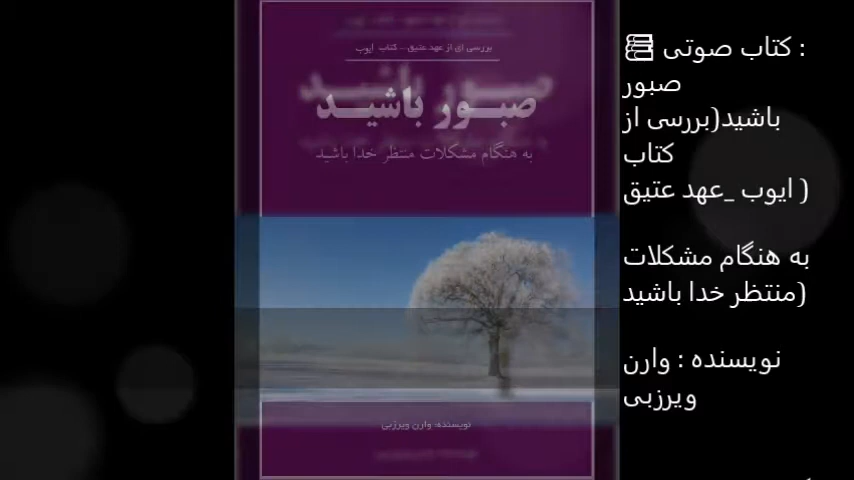 بررسی ای از عهد عتیق - کتاب ایوب
صبور باشید
به هنگام مشکلات منتظر خدا باشید
نویسنده: وارن ویرزبی
📚 کتاب صوتی :
صبور
باشید(بررسی از
کتاب
ایوب _عهد عتیق )
به هنگام مشکلات
منتظر خدا باشید)
نویسنده : وارن
ویرزبی